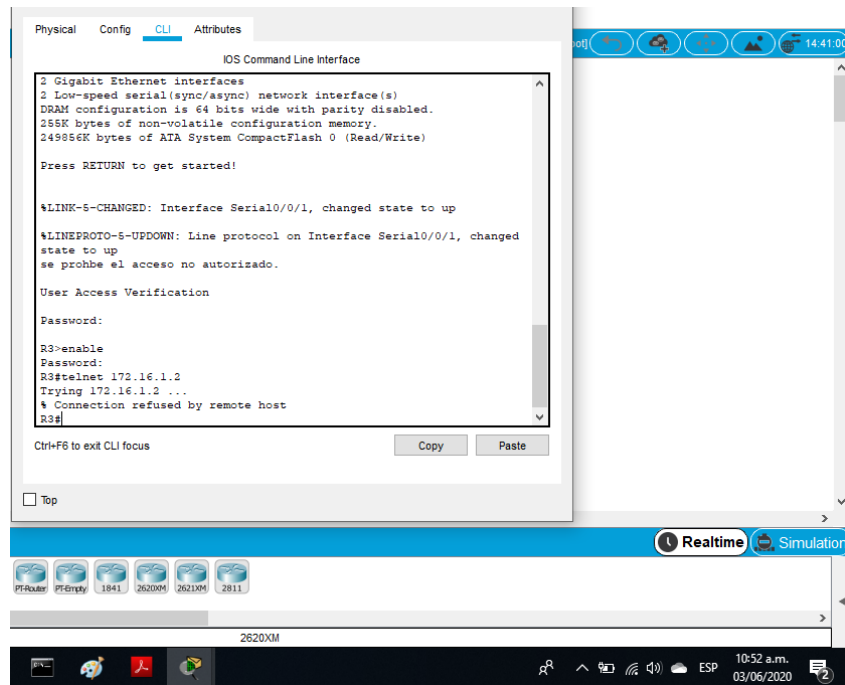 Physical Config CLI Attributes
IOS Command Line Interface
14:41:00
2 Gigabit Ethernet interfaces
2 Low-speed serial(sync/async) network interface(s)
DRAM configuration is 64 bits wide with parity disabled.
255K bytes of non-volatile configuration memory.
249856K bytes of ATA System CompactFlash 0 (Read/Write)
Press RETURN to get started!
%LINK-5-CHANGED: Interface Serial0/0/1, changed state to up
%LINEPROTO-5-UPDOWN: Line protocol on Interface Serial0/0/1, changed
state to up
se prohbe el acceso no autorizado.
User Access Verification
Password:
R3>enable
Password:
R3#telnet 172.16.1.2
Trying 172.16.1.2 ...
% Connection refused by remote host
R3#
Ctrl+F6 to exit CLI focus
Copy Paste
Top
Realtime Simulation
PT-Router PT-Empty 1841 2620XM 2621XM 2811
2620XM
ESP
10:52 a.m.
03/06/2020
2